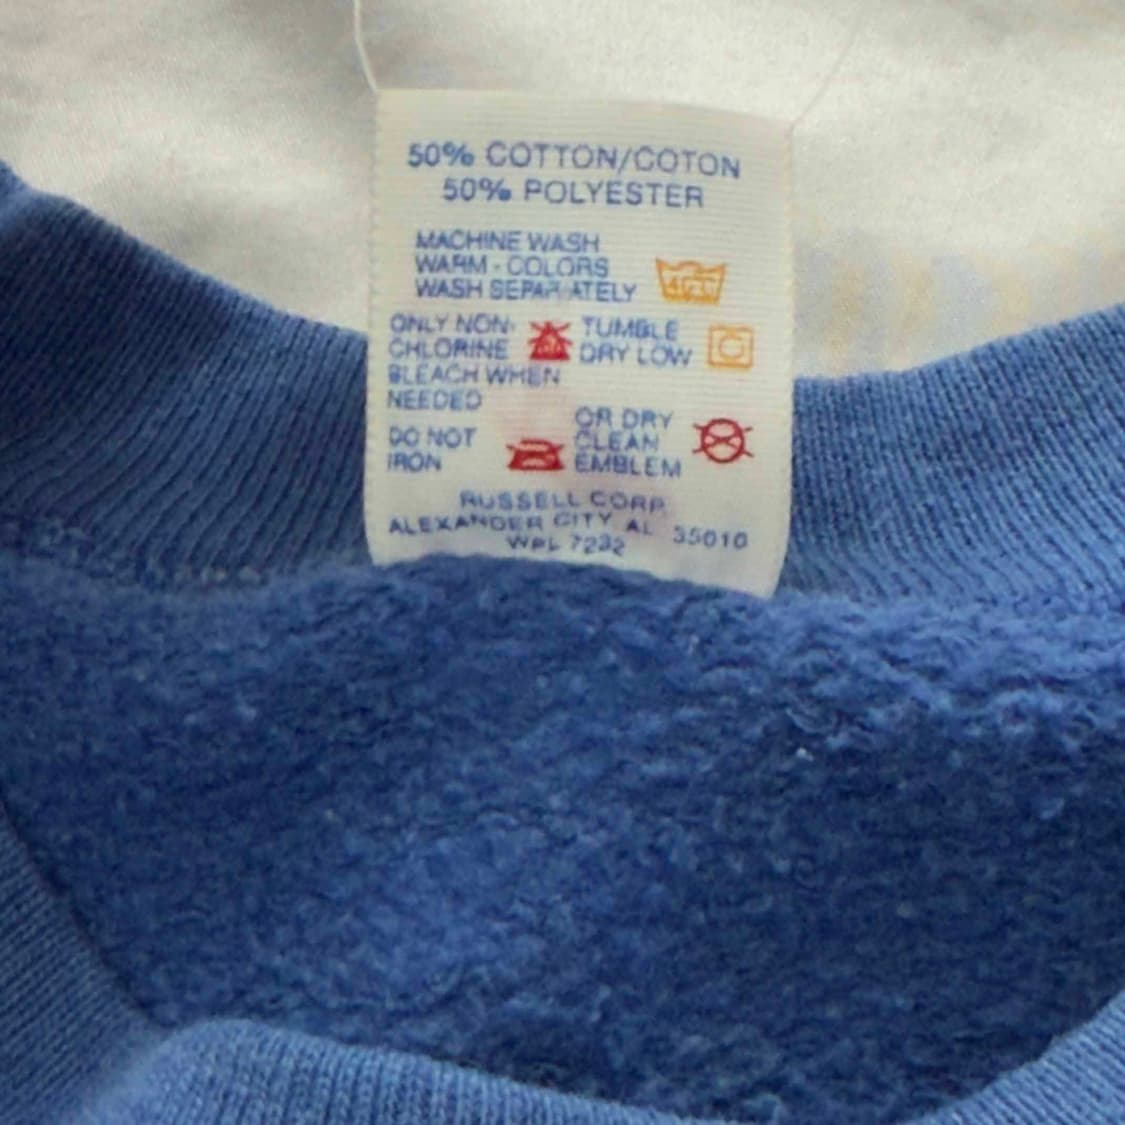 50% COTTON/COTON
50% POLYESTER
MACHINE WASH
WARM - COLORS
WASH SEPARATELY
ONLY NON-
CHLORINE
BLEACH WHEN
NEEDED
TUMBLE
DRY LOW
DO NOT
IRON
OR DRY
CLEAN
EMBLEM
RUSSELL CORP.
ALEXANDER CITY AL 35010
WPL 7232